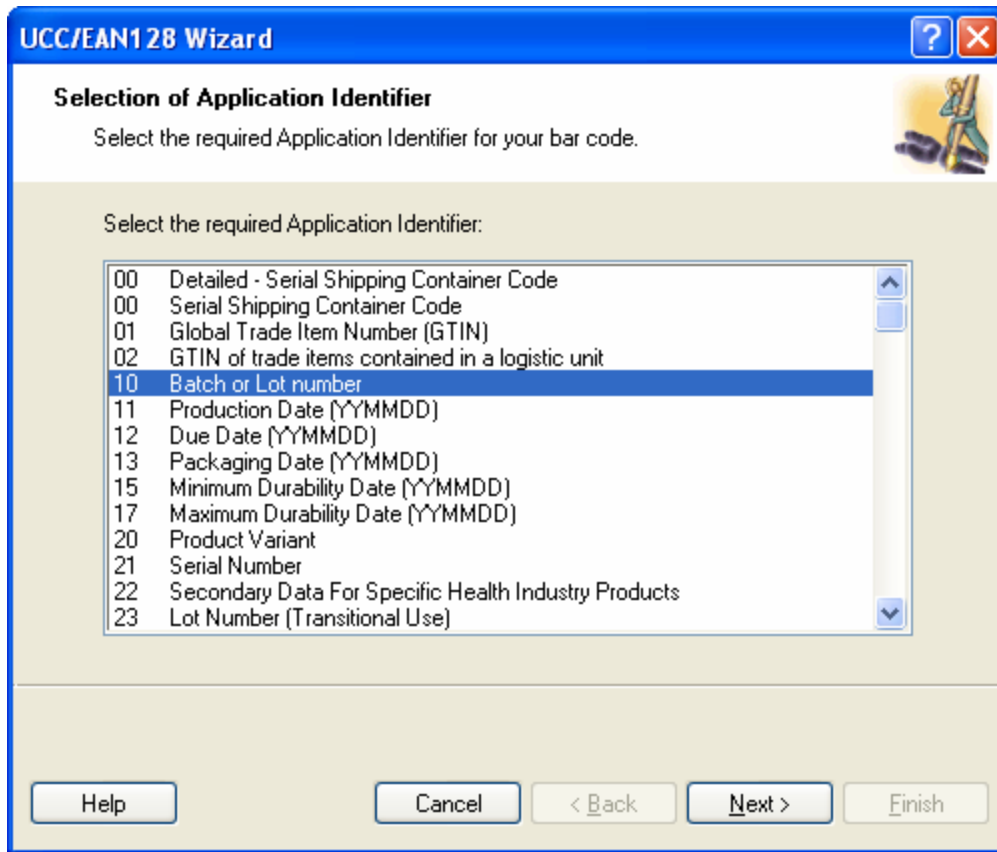 UCC/EAN128 Wizard
Selection of Application Identifier
Select the required Application Identifier for your bar code.
Select the required Application Identifier:
00 Detailed - Serial Shipping Container Code
00 Serial Shipping Container Code
01 Global Trade Item Number (GTIN)
02 GTIN of trade items contained in a logistic unit
10 Batch or Lot number
11 Production Date (YYMMDD)
12 Due Date (YYMMDD)
13 Packaging Date (YYMMDD)
15 Minimum Durability Date (YYMMDD)
17 Maximum Durability Date (YYMMDD)
20 Product Variant
21 Serial Number
22 Secondary Data For Specific Health Industry Products
23 Lot Number (Transitional Use)
Help Cancel < Back Next > Finish